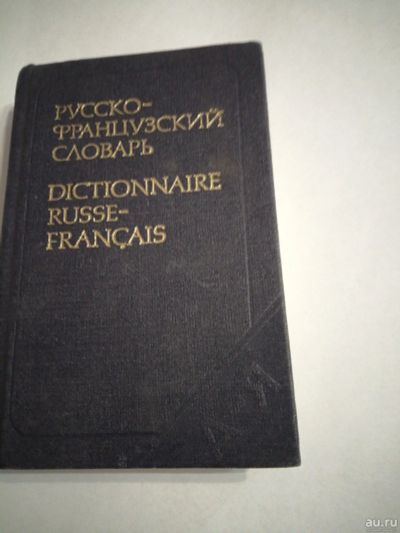 РУССКО-
ФРАНЦУЗСКИЙ
СЛОВАРЬ
DICTIONNAIRE
RUSSE-
FRANÇAIS
К Я
au.ru